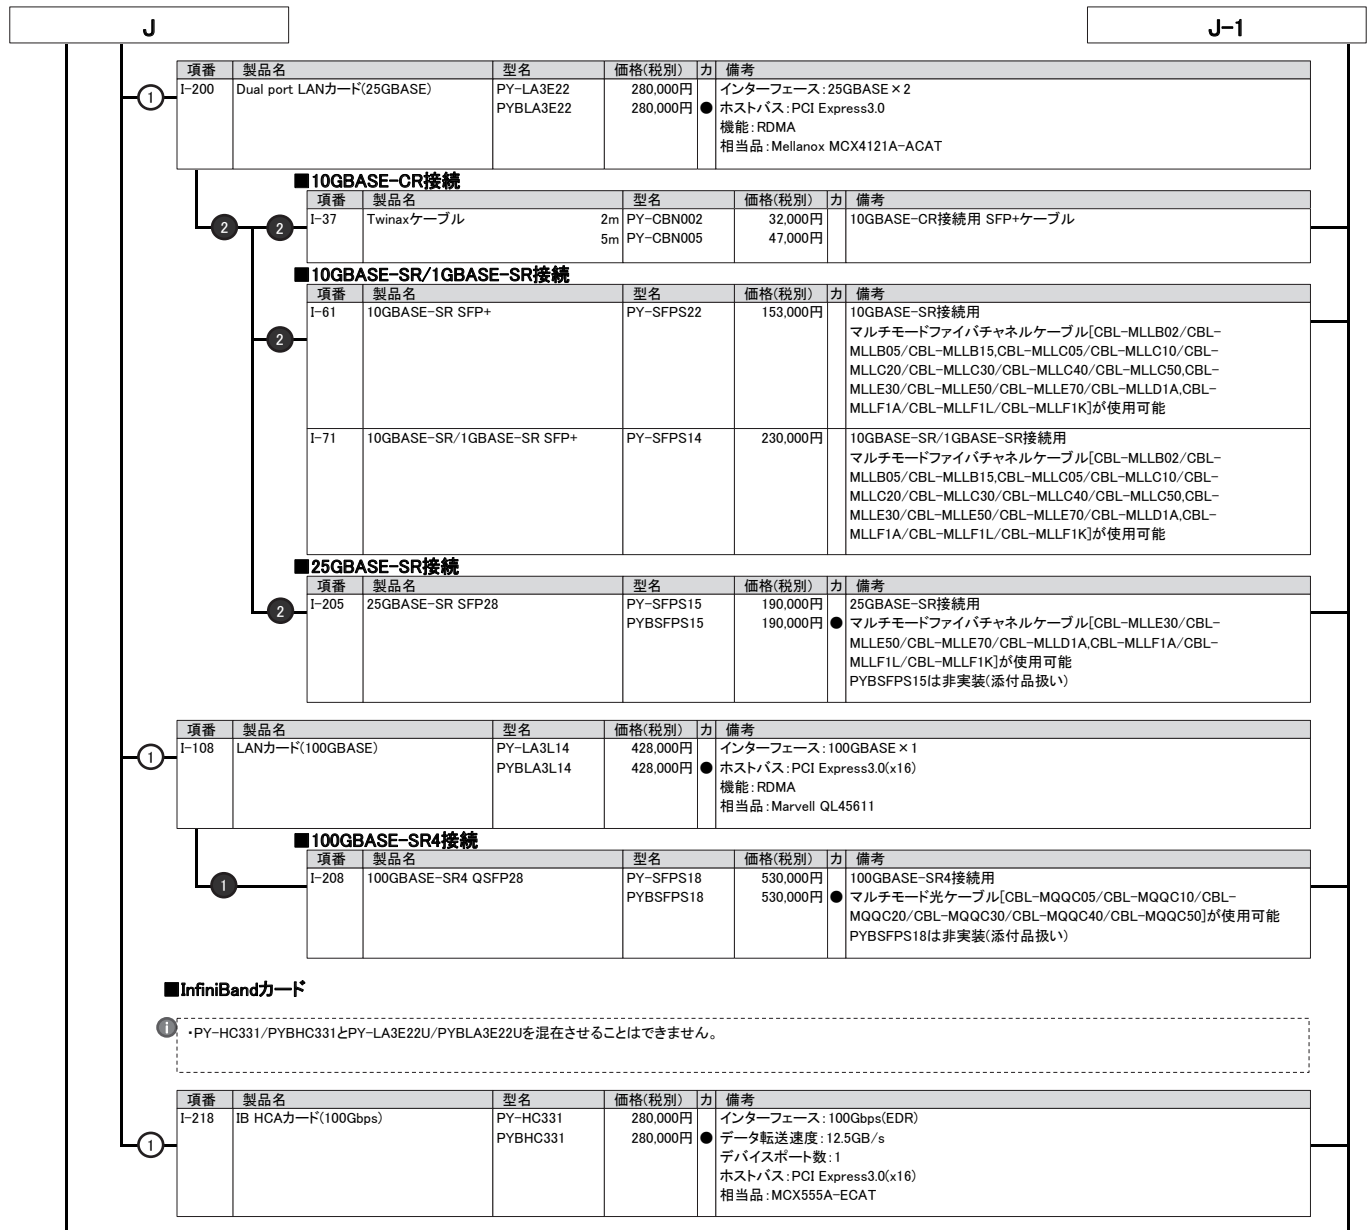 J
J-1
項番 製品名 型名 価格(税別) カ 備考
① I-200 Dual port LANカード(25GBASE) PY-LA3E22 280,000円 インターフェース:25GBASE×2
PYBLA3E22 280,000円 ● ホストバス:PCI Express3.0
機能:RDMA
相当品:Mellanox MCX4121A-ACAT
■10GBASE-CR接続
項番 製品名 型名 価格(税別) カ 備考
2 2 I-37 Twinaxケーブル 2m PY-CBN002 32,000円 10GBASE-CR接続用 SFP+ケーブル
5m PY-CBN005 47,000円
■10GBASE-SR/1GBASE-SR接続
項番 製品名 型名 価格(税別) カ 備考
I-61 10GBASE-SR SFP+ PY-SFPS22 153,000円 10GBASE-SR接続用
2 マルチモードファイバチャネルケーブル[CBL-MLLB02/CBL-
MLLB05/CBL-MLLB15,CBL-MLLC05/CBL-MLLC10/CBL-
MLLC20/CBL-MLLC30/CBL-MLLC40/CBL-MLLC50,CBL-
MLLE30/CBL-MLLE50/CBL-MLLE70/CBL-MLLD1A,CBL-
MLLF1A/CBL-MLLF1L/CBL-MLLF1K]が使用可能
I-71 10GBASE-SR/1GBASE-SR SFP+ PY-SFPS14 230,000円 10GBASE-SR/1GBASE-SR接続用
マルチモードファイバチャネルケーブル[CBL-MLLB02/CBL-
MLLB05/CBL-MLLB15,CBL-MLLC05/CBL-MLLC10/CBL-
MLLC20/CBL-MLLC30/CBL-MLLC40/CBL-MLLC50,CBL-
MLLE30/CBL-MLLE50/CBL-MLLE70/CBL-MLLD1A,CBL-
MLLF1A/CBL-MLLF1L/CBL-MLLF1K]が使用可能
■25GBASE-SR接続
項番 製品名 型名 価格(税別) カ 備考
2 I-205 25GBASE-SR SFP28 PY-SFPS15 190,000円 25GBASE-SR接続用
PYBSFPS15 190,000円 ● マルチモードファイバチャネルケーブル[CBL-MLLE30/CBL-
MLLE50/CBL-MLLE70/CBL-MLLD1A,CBL-MLLF1A/CBL-
MLLF1L/CBL-MLLF1K]が使用可能
PYBSFPS15は非実装(添付品扱い)
項番 製品名 型名 価格(税別) カ 備考
① I-108 LANカード(100GBASE) PY-LA3L14 428,000円 インターフェース:100GBASE×1
PYBLA3L14 428,000円 ● ホストバス:PCI Express3.0(x16)
機能:RDMA
相当品:Marvell QL45611
■100GBASE-SR4接続
項番 製品名 型名 価格(税別) カ 備考
1 I-208 100GBASE-SR4 QSFP28 PY-SFPS18 530,000円 100GBASE-SR4接続用
PYBSFPS18 530,000円 ● マルチモード光ケーブル[CBL-MQQC05/CBL-MQQC10/CBL-
MQQC20/CBL-MQQC30/CBL-MQQC40/CBL-MQQC50]が使用可能
PYBSFPS18は非実装(添付品扱い)
■InfiniBandカード
i ・PY-HC331/PYBHC331とPY-LA3E22U/PYBLA3E22Uを混在させることはできません。
項番 製品名 型名 価格(税別) カ 備考
① I-218 IB HCAカード(100Gbps) PY-HC331 280,000円 インターフェース:100Gbps(EDR)
PYBHC331 280,000円 ● データ転送速度:12.5GB/s
デバイスポート数:1
ホストバス:PCI Express3.0(x16)
相当品:MCX555A-ECAT